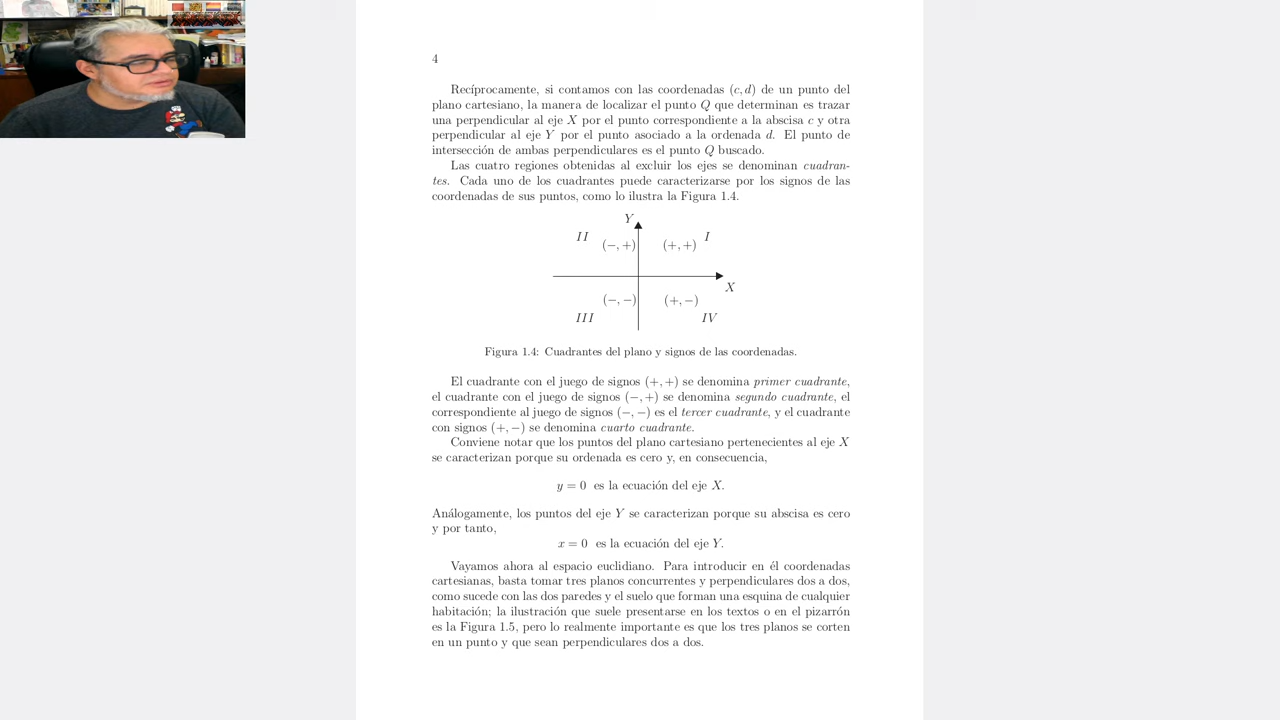 4
Recíprocamente, si contamos con las coordenadas (c, d) de un punto del
plano cartesiano, la manera de localizar el punto Q que determinan es trazar
una perpendicular al eje X por el punto correspondiente a la abscisa c y otra
perpendicular al eje Y por el punto asociado a la ordenada d. El punto de
intersección de ambas perpendiculares es el punto Q buscado.
Las cuatro regiones obtenidas al excluir los ejes se denominan cuadran-
tes. Cada uno de los cuadrantes puede caracterizarse por los signos de las
coordenadas de sus puntos, como lo ilustra la Figura 1.4.
Y
II
(−, +)
(+, +)
I
X
(−, −)
(+, −)
III
IV
Figura 1.4: Cuadrantes del plano y signos de las coordenadas.
El cuadrante con el juego de signos (+, +) se denomina primer cuadrante,
el cuadrante con el juego de signos (−, +) se denomina segundo cuadrante, el
correspondiente al juego de signos (−, −) es el tercer cuadrante, y el cuadrante
con signos (+, −) se denomina cuarto cuadrante.
Conviene notar que los puntos del plano cartesiano pertenecientes al eje X
se caracterizan porque su ordenada es cero y, en consecuencia,
y = 0 es la ecuación del eje X.
Análogamente, los puntos del eje Y se caracterizan porque su abscisa es cero
y por tanto,
x = 0 es la ecuación del eje Y.
Vayamos ahora al espacio euclidiano. Para introducir en él coordenadas
cartesianas, basta tomar tres planos concurrentes y perpendiculares dos a dos,
como sucede con las dos paredes y el suelo que forman una esquina de cualquier
habitación; la ilustración que suele presentarse en los textos o en el pizarrón
es la Figura 1.5, pero lo realmente importante es que los tres planos se corten
en un punto y que sean perpendiculares dos a dos.